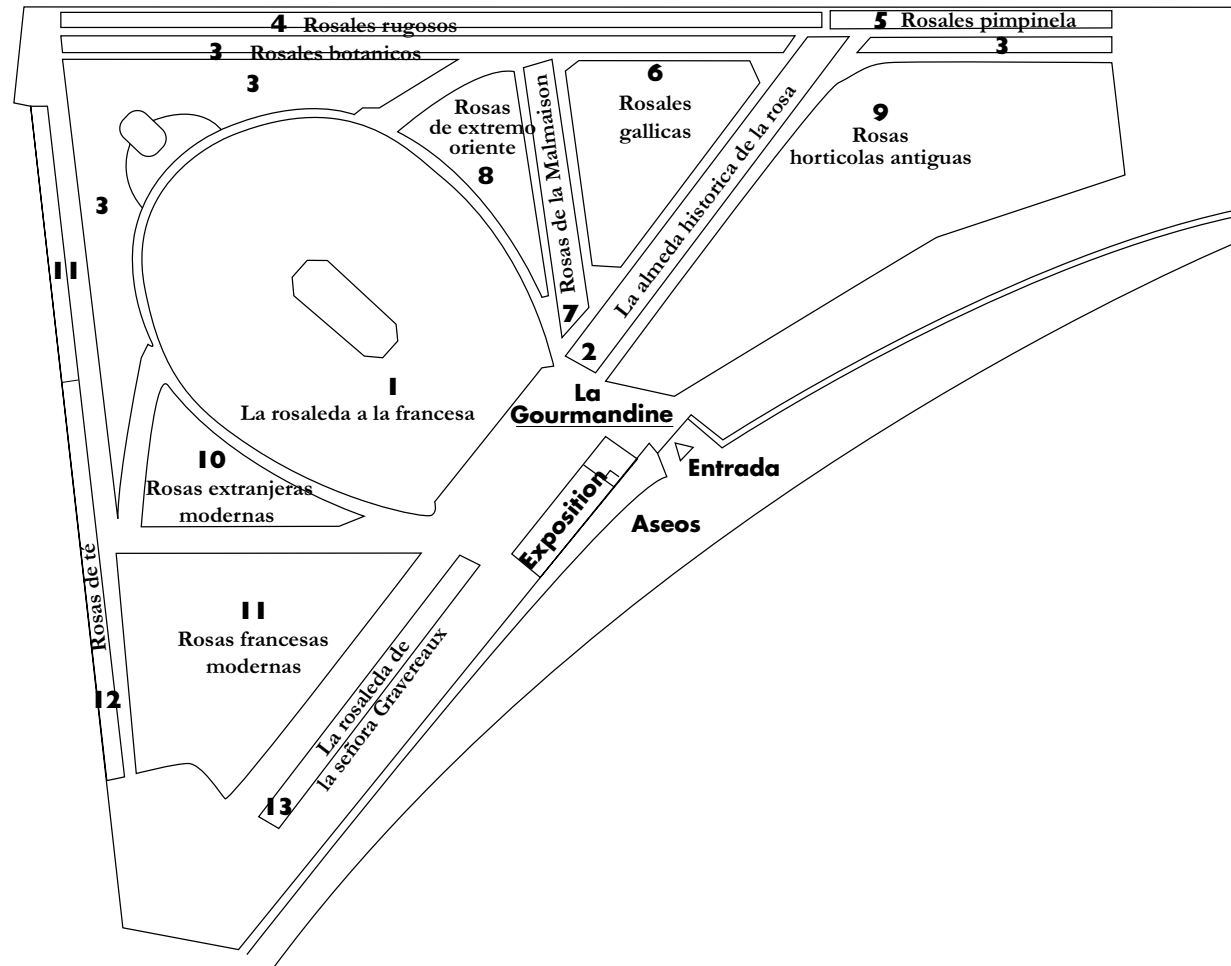 4 Rosales rugosos
5 Rosales pimpinela
3 Rosales botanicos
3
3
6
Rosales
gallicas
Rosas
de extremo
oriente
8
Rosas de la Malmaison
7
La almeda historica de la rosa
2
9
Rosas
horticolas antiguas
3
11
1
La rosaleda a la francesa
La
Gourmandine
Entrada
Exposition
Aseos
10
Rosas extranjeras
modernas
Rosas de té
12
11
Rosas francesas
modernas
La rosaleda de
la señora Gravereaux
13